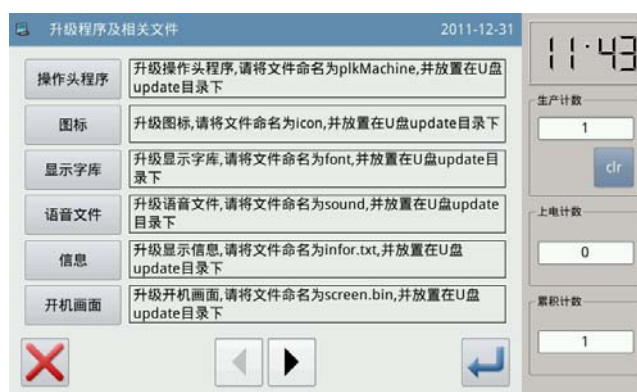 升级程序及相关文件 2011-12-31
操作头程序
升级操作头程序,请将文件命名为plkMachine,并放置在U盘
update目录下
图标
升级图标,请将文件命名为icon,并放置在U盘update目录下
显示字库
升级显示字库,请将文件命名为font,并放置在U盘update目
录下
语音文件
升级语音文件,请将文件命名为sound,并放置在U盘update
目录下
信息
升级显示信息,请将文件命名为infor.txt,并放置在U盘
update目录下
开机画面
升级开机画面,请将文件命名为screen.bin,并放置在U盘
update目录下
11:43
生产计数
1
clr
上电计数
0
累积计数
1